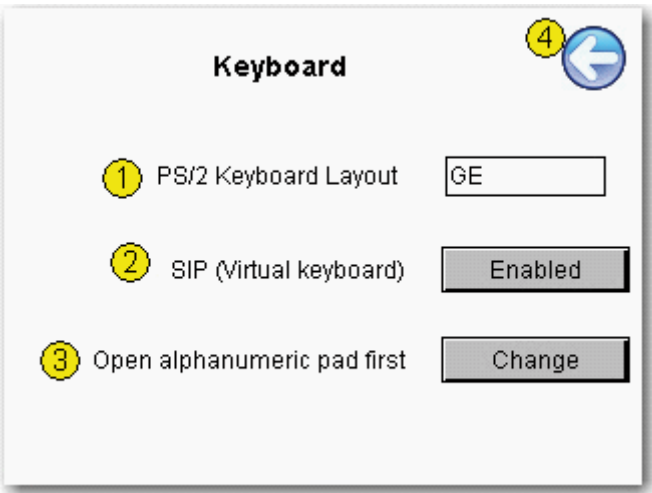 4
Keyboard
1 PS/2 Keyboard Layout GE
2 SIP (Virtual keyboard) Enabled
3 Open alphanumeric pad first Change